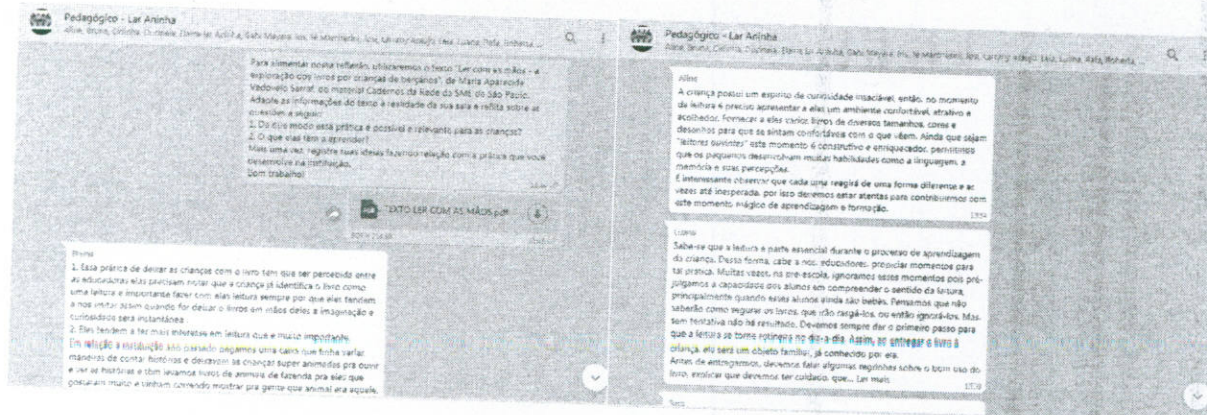 Pedagógico - Lar Aninha
Para alimentar nossa reflexão, utilizaremos o texto "Ler com as mãos - a
exploração dos livros por crianças de berçários", de Maria Aparecida
Vedovelo Sarraf, do material Cadernos da Rede da SME de São Paulo.
Adapte as informações do texto à realidade da sua sala e reflita sobre as
questões a seguir:
1. De que modo esta prática é possível e relevante para as crianças?
2. O que elas têm a aprender?
Mais uma vez, registre suas ideias fazendo relação com a prática que você
desenvolve na instituição.
Bom trabalho!
TEXTO LER COM AS MÃOS.pdf
Bruna
1. Essa prática de deixar as crianças com o livro tem que ser percebida entre
as educadoras elas precisam notar que a criança já identifica o livro como
uma leitura e importante fazer com elas leitura sempre por que eles tendem
a nos imitar assim quando for deixar o livros em mãos deles a imaginação e
curiosidade sera instantânea
2. Eles tendem a ter mais interesse em leitura que e muito importante.
Em relação a instituição ano passado pegamos uma caixa que tinha varias
maneiras de contar histórias e deixavam as crianças super animadas pra ouvir
e ver as histórias e tbm levamos livros de animais de fazenda pra eles que
gostaram muito e vinham correndo mostrar pra gente que animal era aquele.
Pedagógico - Lar Aninha
Aline
A criança possui um espírito de curiosidade insaciável, então, no momento
da leitura é preciso apresentar a eles um ambiente confortável, atrativo e
acolhedor. Fornecer a eles vários livros de diversos tamanhos, cores e
desenhos para que se sintam confortáveis com o que vêem. Ainda que sejam
"leitores ouvintes" este momento é construtivo e enriquecedor, permitindo
que os pequenos desenvolvam muitas habilidades como a linguagem, a
memória e suas percepções.
É interessante observar que cada uma reagirá de uma forma diferente e as
vezes até inesperada, por isso devemos estar atentas para contribuirmos com
este momento mágico de aprendizagem e formação.
Luana
Sabe-se que a leitura é parte essencial durante o processo de aprendizagem
da criança. Dessa forma, cabe a nós, educadores, propiciar momentos para
tal prática. Muitas vezes, na pré-escola, ignoramos esses momentos pois pré-
julgamos a capacidade dos alunos em compreender o sentido da leitura,
principalmente quando esses alunos ainda são bebês. Pensamos que não
saberão como segurar os livros, que irão rasgá-los, ou então ignorá-los. Mas,
sem tentativa não há resultado. Devemos sempre dar o primeiro passo para
que a leitura se torne rotineira no dia-a-dia. Assim, ao entregar o livro à
criança, ele será um objeto familiar, já conhecido por
Antes de entregarmos, devemos falar algumas regrinhas sobre o bom uso do
livro, explicar que devemos ter cuidado, que... Ler mais